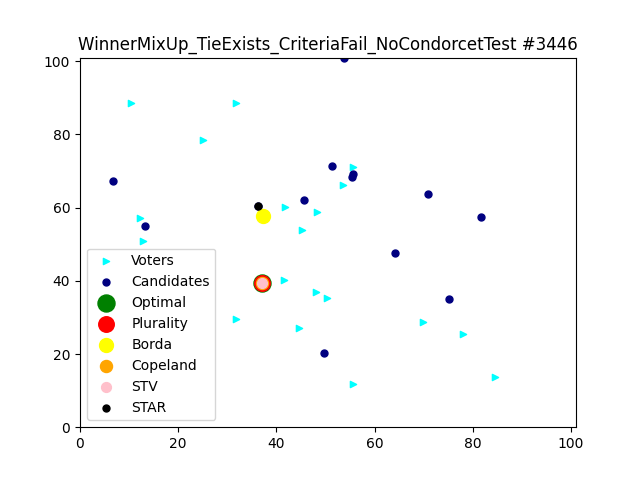 WinnerMixUp_TieExists_CriteriaFail_NoCondorcetTest #3446
100
80
60
40
20
0
Voters
Candidates
Optimal
Plurality
Borda
Copeland
STV
STAR
0 20 40 60 80 100